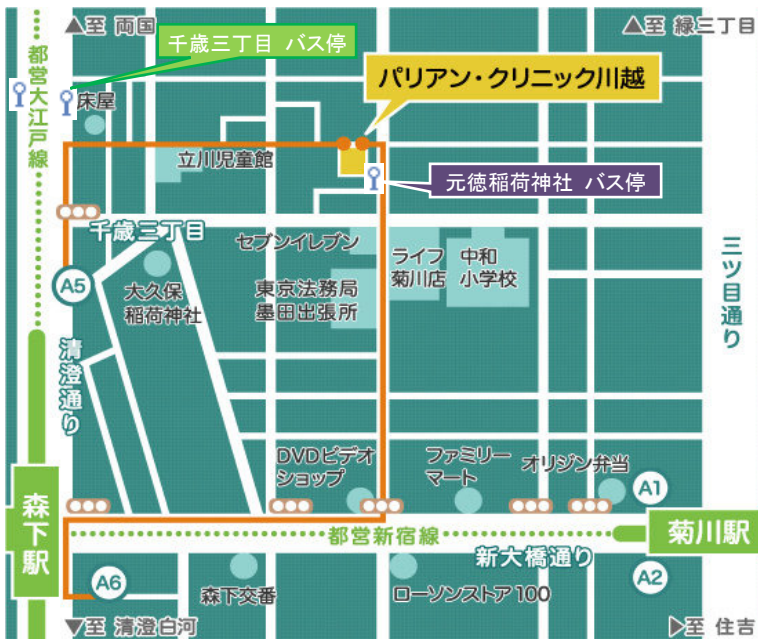 ▲至 両国
▲至 緑三丁目
千歳三丁目 バス停
都営大江戸線
床屋
パリアン・クリニック川越
立川児童館
元徳稲荷神社 バス停
千歳三丁目
セブンイレブン
ライフ
菊川店
中和
小学校
三ツ目通り
A5
大久保
稲荷神社
東京法務局
墨田出張所
清澄通り
DVDビデオ
ショップ
ファミリー
マート
オリジン弁当
A1
森下駅
都営新宿線
菊川駅
新大橋通り
A6
森下交番
ローソンストア100
A2
▼至 清澄白河
▶至 住吉